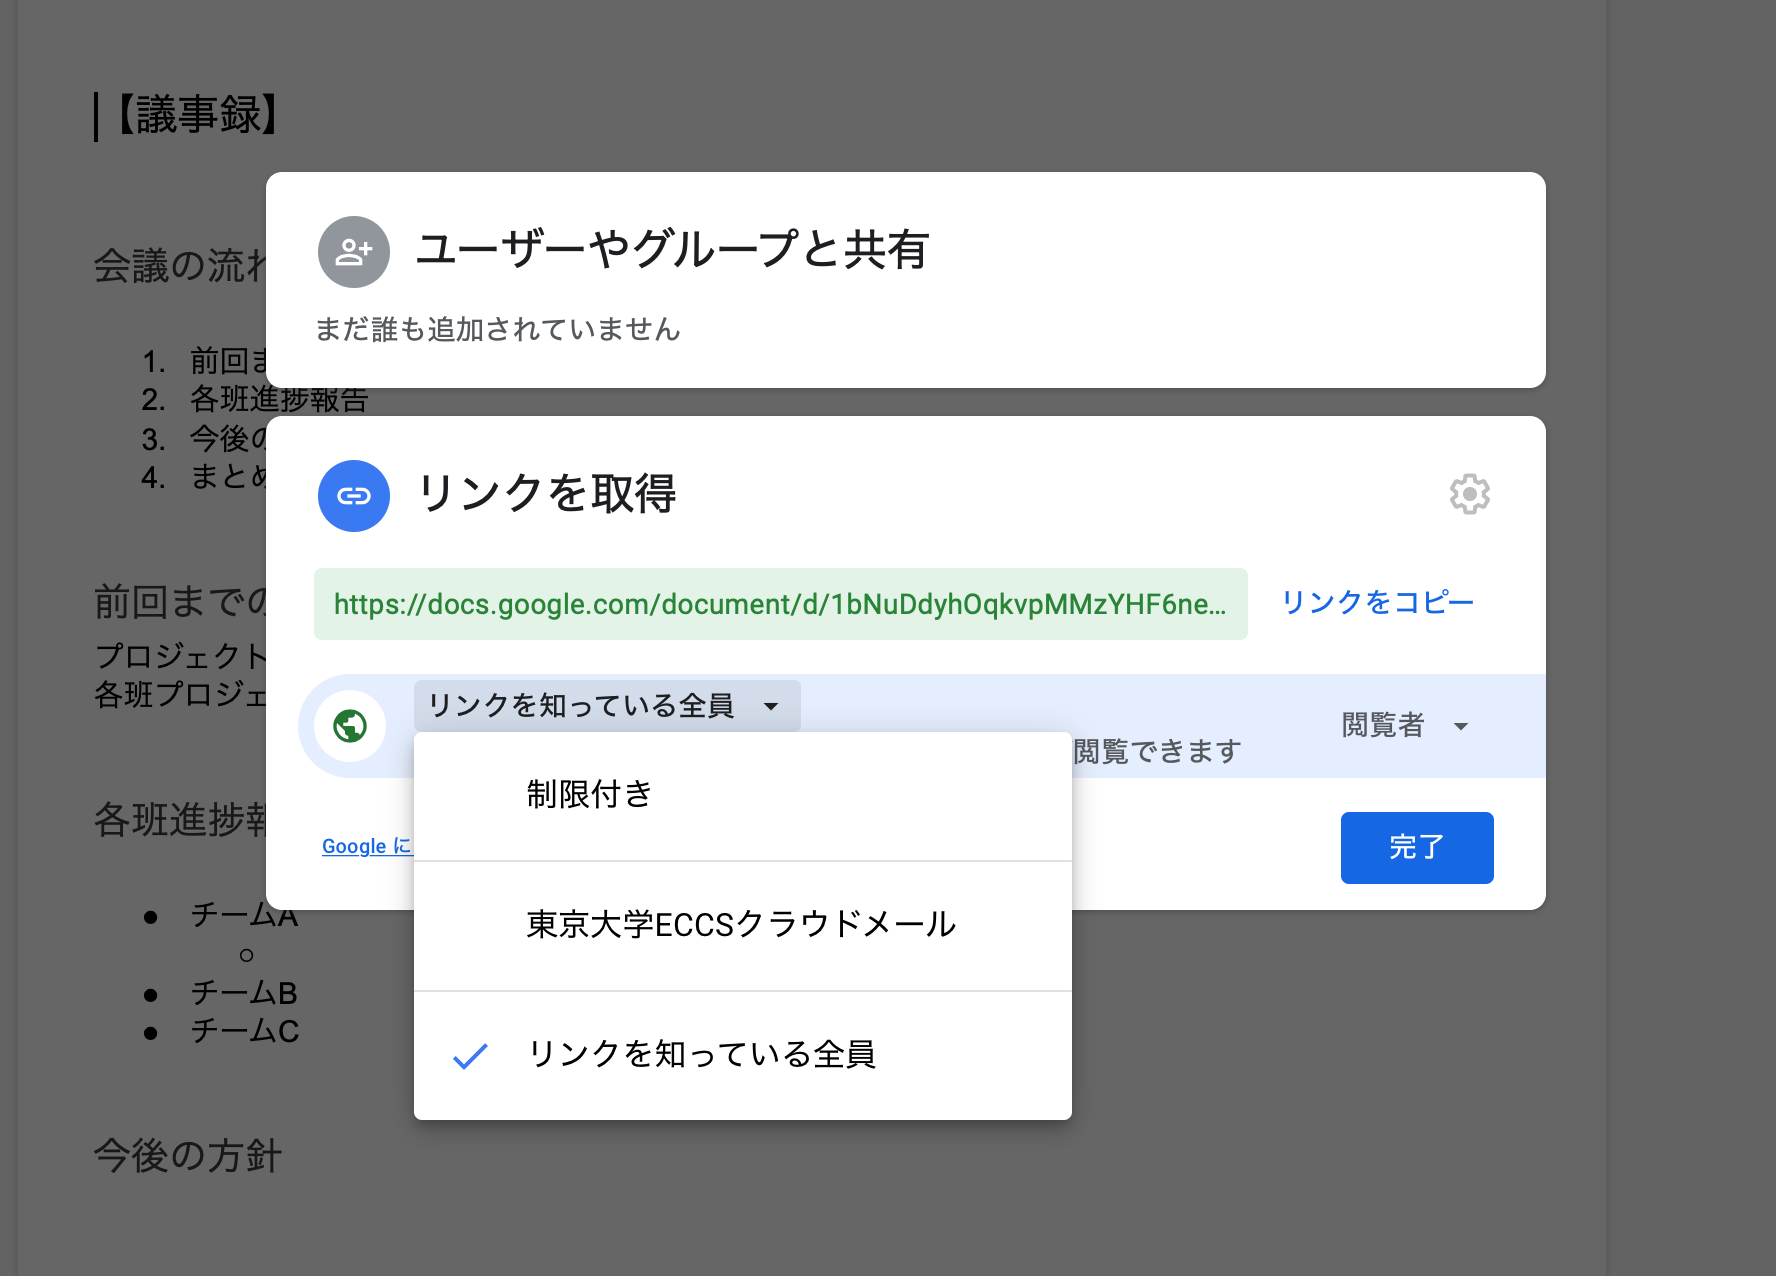 【議事録】
ユーザーやグループと共有
会議の流れ
まだ誰も追加されていません
1. 前回ま
2. 各班進捗報告
3. 今後の
4. まとめ
リンクを取得
https://docs.google.com/document/d/1bNuDdyhOqkvpMMzYHF6ne...
リンクをコピー
前回までの
プロジェクト
各班プロジェ
リンクを知っている全員
閲覧できます
閲覧者
制限付き
各班進捗報
Google に
完了
東京大学ECCSクラウドメール
● チームA
○
● チームB
● チームC
リンクを知っている全員
今後の方針